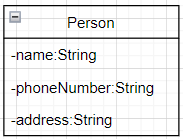 Person
-name:String
-phoneNumber:String
-address:String